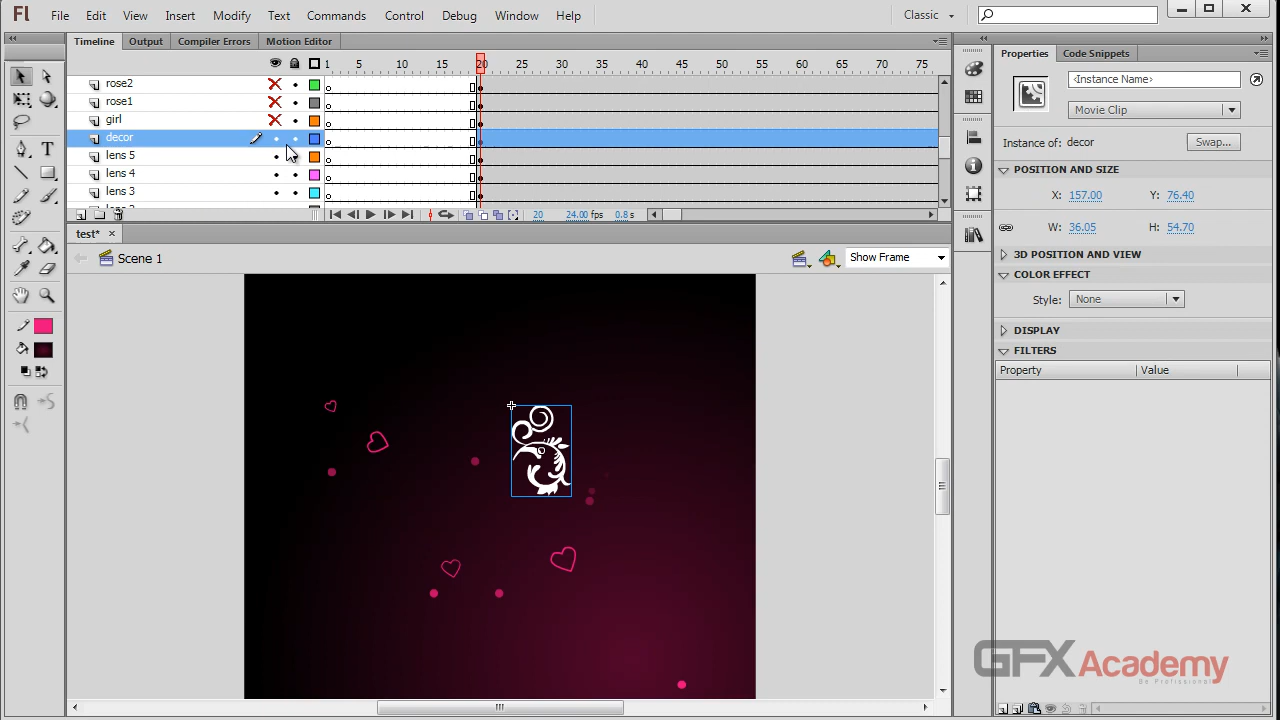 Fl File Edit View Insert Modify Text Commands Control Debug Window Help Classic
Timeline Output Compiler Errors Motion Editor
1 5 10 15 20 25 30 35 40 45 50 55 60 65 70 75
rose2
rose1
girl
decor
lens 5
lens 4
lens 3
20 24.00 fps 0.8 s
test* ×
Scene 1 Show Frame
Properties Code Snippets
<Instance Name>
Movie Clip
Instance of: decor Swap...
POSITION AND SIZE
X: 157.00 Y: 76.40
W: 36.05 H: 54.70
3D POSITION AND VIEW
COLOR EFFECT
Style: None
DISPLAY
FILTERS
Property Value
GFX Academy
Be Professional